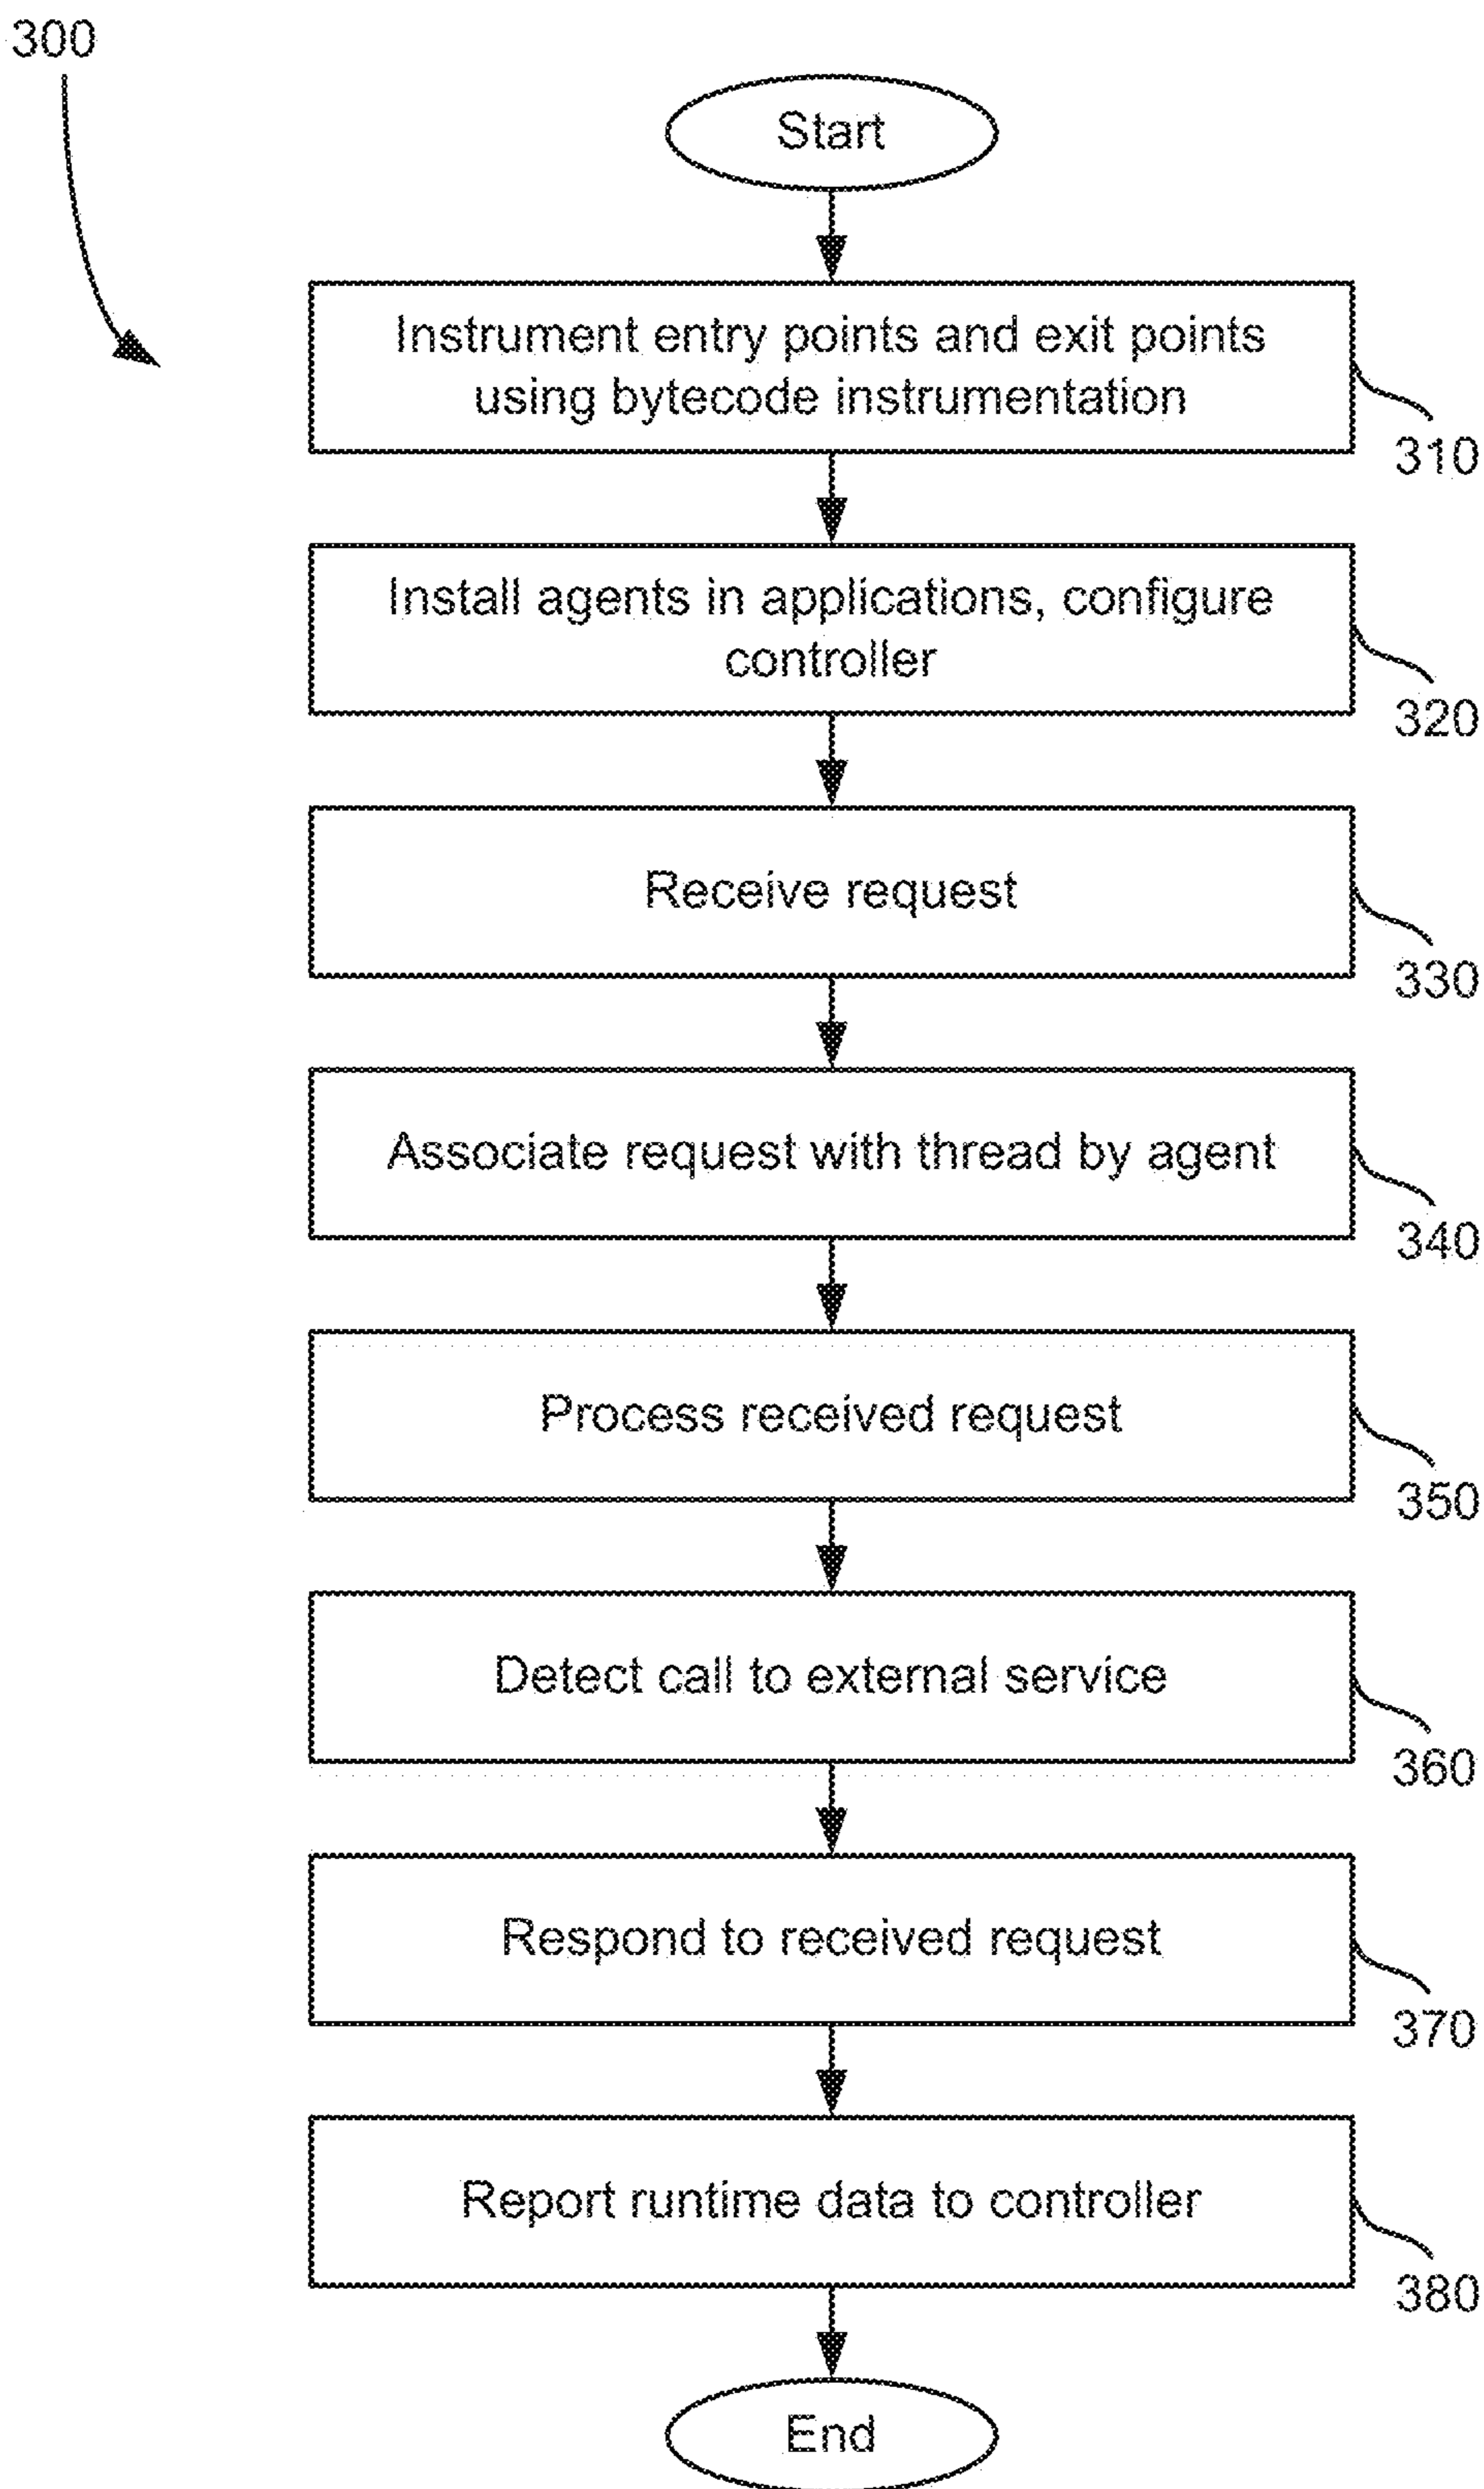 300
Start
Instrument entry points and exit points
using bytecode instrumentation
310
Install agents in applications, configure
controller
320
Receive request
330
Associate request with thread by agent
340
Process received request
350
Detect call to external service
360
Respond to received request
370
Report runtime data to controller
380
End